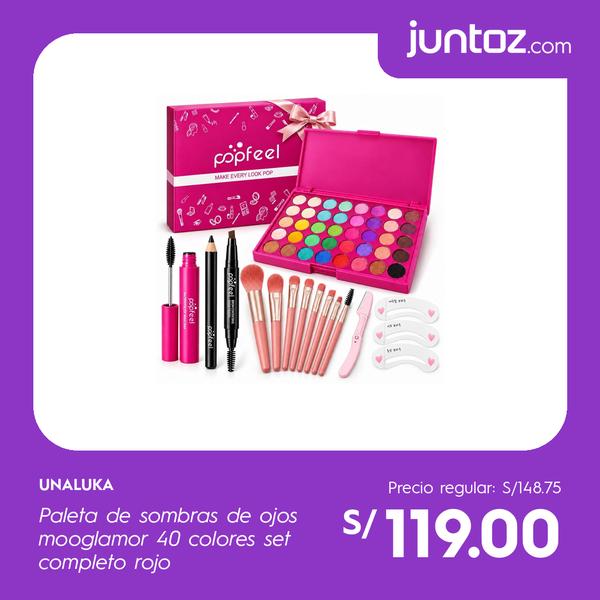 juntoz.com
popfeel
MAKE EVERY LOOK POP
popfeel
popfeel
popfeel
UNALUKA
Paleta de sombras de ojos
mooglamor 40 colores set
completo rojo
Precio regular: S/148.75
S/119.00